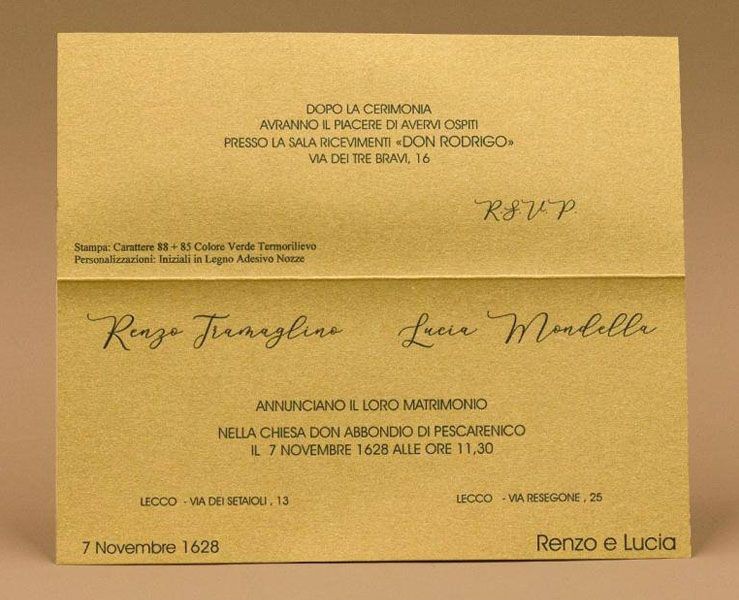 DOPO LA CERIMONIA
AVRANNO IL PIACERE DI AVERVI OSPITI
PRESSO LA SALA RICEVIMENTI «DON RODRIGO»
VIA DEI TRE BRAVI, 16
R.S.V.P.
Stampa: Carattere 88 + 85 Colore Verde Termorilievo
Personalizzazioni: Iniziali in Legno Adesivo Nozze
Renzo Tramaglino Lucia Mondella
ANNUNCIANO IL LORO MATRIMONIO
NELLA CHIESA DON ABBONDIO DI PESCARENICO
IL 7 NOVEMBRE 1628 ALLE ORE 11,30
LECCO - VIA DEI SETAIOLI , 13 LECCO - VIA RESEGONE , 25
7 Novembre 1628 Renzo e Lucia